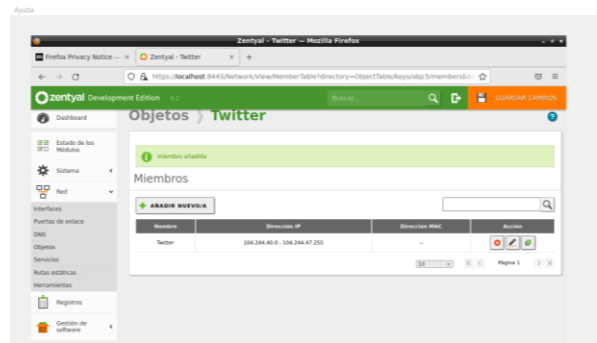 Ayuda
Zentyal - Twitter — Mozilla Firefox
Firefox Privacy Notice —
Zentyal - Twitter
https://localhost:8443/Network/View/MemberTable?directory=ObjectTable/keys/objc5/members&
zentyal Development Edition 6.2
Buscar...
GUARDAR CAMBIOS
Dashboard
Estado de los
Módulos
Sistema
Red
Interfaces
Puertas de enlace
DNS
Objetos
Servicios
Rutas estáticas
Herramientas
Registros
Gestión de
software
Objetos Twitter
miembro añadido
Miembros
AÑADIR NUEVO/A
Nombre Dirección IP Dirección MAC Acción
Twitter 104.244.40.0 - 104.244.47.255 --
10 Página 1